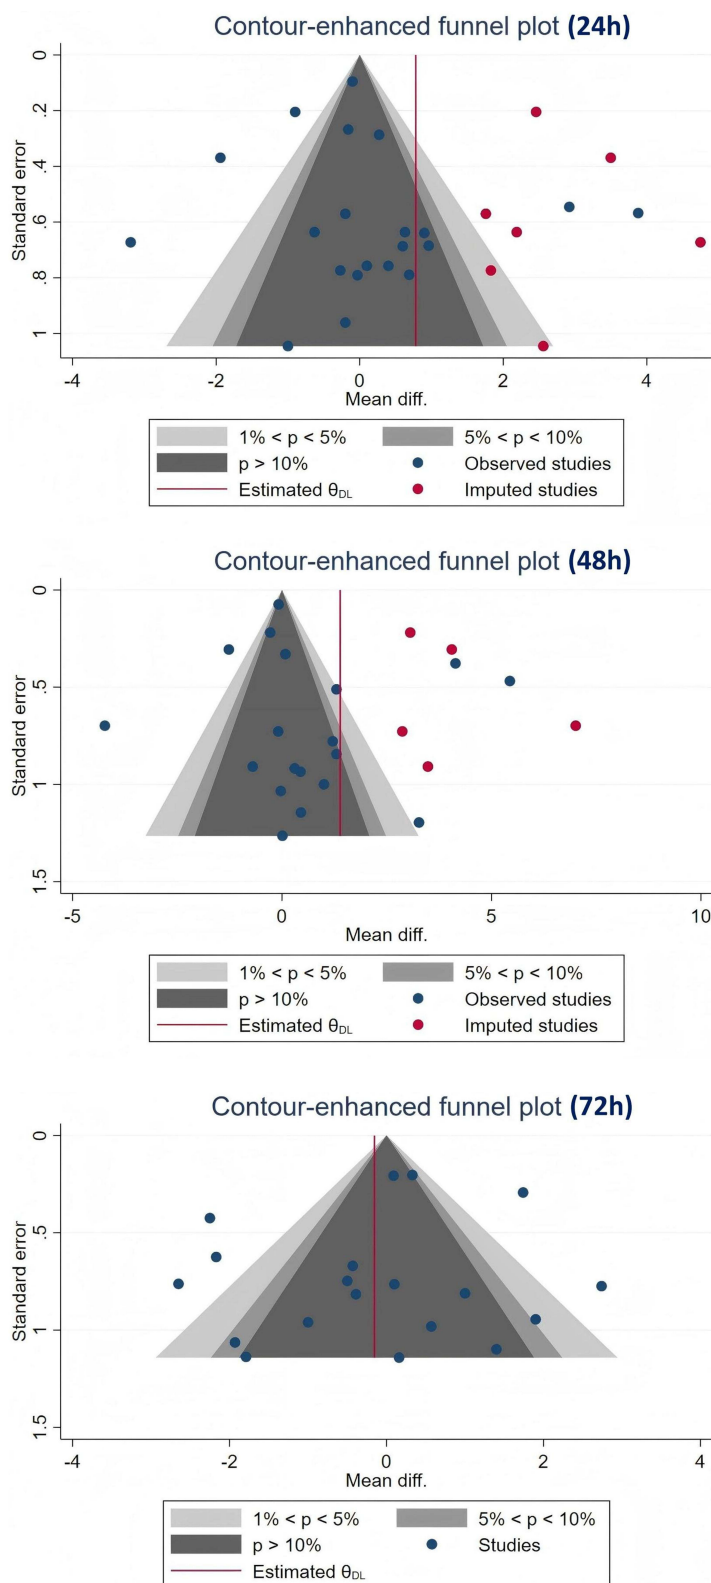 Contour-enhanced funnel plot (24h)
0
.2
.4
.6
.8
1
Standard error
-4 -2 0 2 4
Mean diff.
1% < p < 5% 5% < p < 10%
p > 10% Observed studies
Estimated θDL Imputed studies
Contour-enhanced funnel plot (48h)
0
.5
1
1.5
Standard error
-5 0 5 10
Mean diff.
1% < p < 5% 5% < p < 10%
p > 10% Observed studies
Estimated θDL Imputed studies
Contour-enhanced funnel plot (72h)
0
.5
1
1.5
Standard error
-4 -2 0 2 4
Mean diff.
1% < p < 5% 5% < p < 10%
p > 10% Studies
Estimated θDL